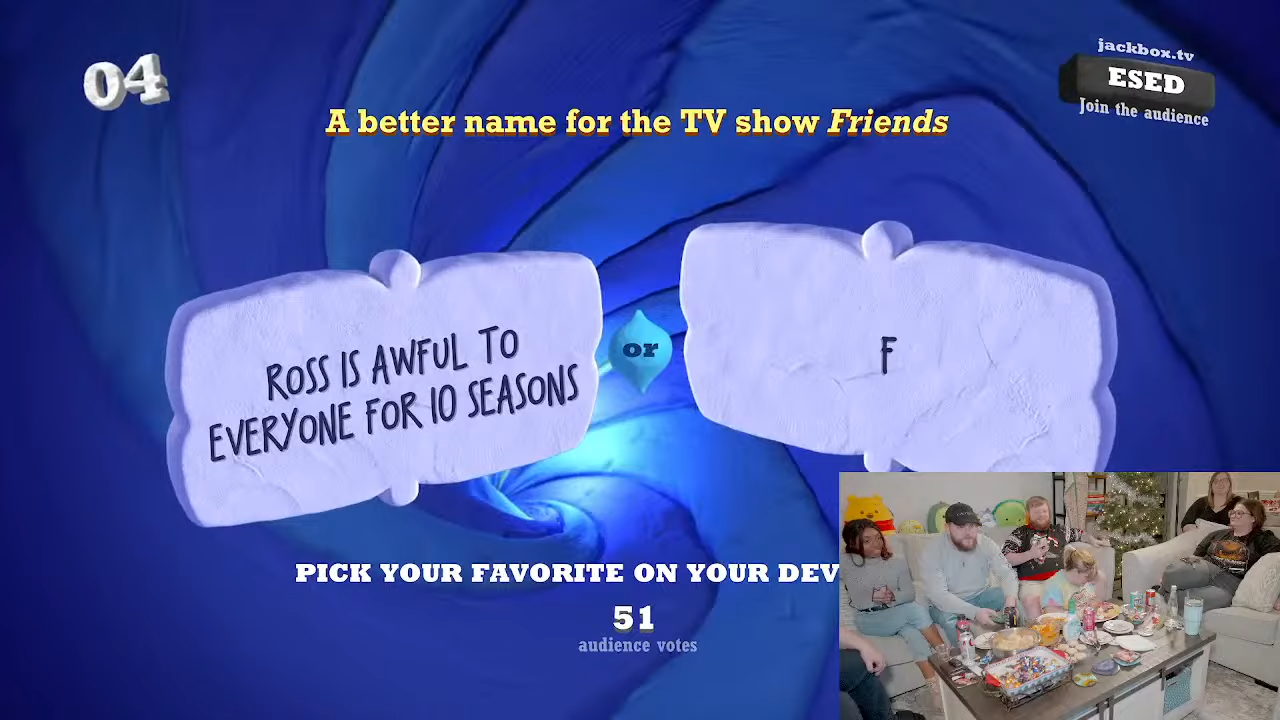 04
jackbox.tv
ESED
Join the audience
A better name for the TV show Friends
ROSS IS AWFUL TO
EVERYONE FOR 10 SEASONS
or
F
PICK YOUR FAVORITE ON YOUR DEV
51
audience votes